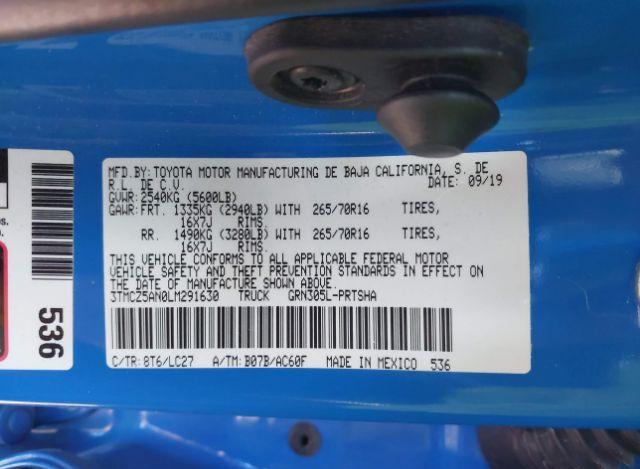 MFD.BY:TOYOTA MOTOR MANUFACTURING DE BAJA CALIFORNIA, S. DE
R.L. DE C.V. DATE: 09/19
GVWR:2540KG (5600LB)
GAWR:FRT. 1335KG (2940LB) WITH 265/70R16 TIRES,
16X7J RIMS.
RR. 1490KG (3280LB) WITH 265/70R16 TIRES,
16X7J RIMS.
THIS VEHICLE CONFORMS TO ALL APPLICABLE FEDERAL MOTOR
VEHICLE SAFETY AND THEFT PREVENTION STANDARDS IN EFFECT ON
THE DATE OF MANUFACTURE SHOWN ABOVE.
3TMCZ5AN0LM291630 TRUCK GRN305L-PRTSHA
C/TR:8T6/LC27 A/TM:B07B/AC60F MADE IN MEXICO 536
536